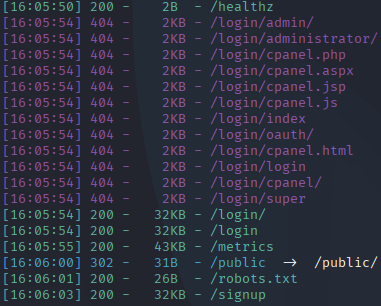 [16:05:50] 200 -    2B  - /healthz
[16:05:54] 404 -    2KB - /login/admin/
[16:05:54] 404 -    2KB - /login/administrator/
[16:05:54] 404 -    2KB - /login/cpanel.php
[16:05:54] 404 -    2KB - /login/cpanel.aspx
[16:05:54] 404 -    2KB - /login/cpanel.jsp
[16:05:54] 404 -    2KB - /login/cpanel.js
[16:05:54] 404 -    2KB - /login/index
[16:05:54] 404 -    2KB - /login/oauth/
[16:05:54] 404 -    2KB - /login/cpanel.html
[16:05:54] 404 -    2KB - /login/login
[16:05:54] 404 -    2KB - /login/cpanel/
[16:05:54] 404 -    2KB - /login/super
[16:05:54] 200 -   32KB - /login/
[16:05:54] 200 -   32KB - /login
[16:05:55] 200 -   43KB - /metrics
[16:06:00] 302 -   31B  - /public  ->  /public/
[16:06:01] 200 -   26B  - /robots.txt
[16:06:03] 200 -   32KB - /signup